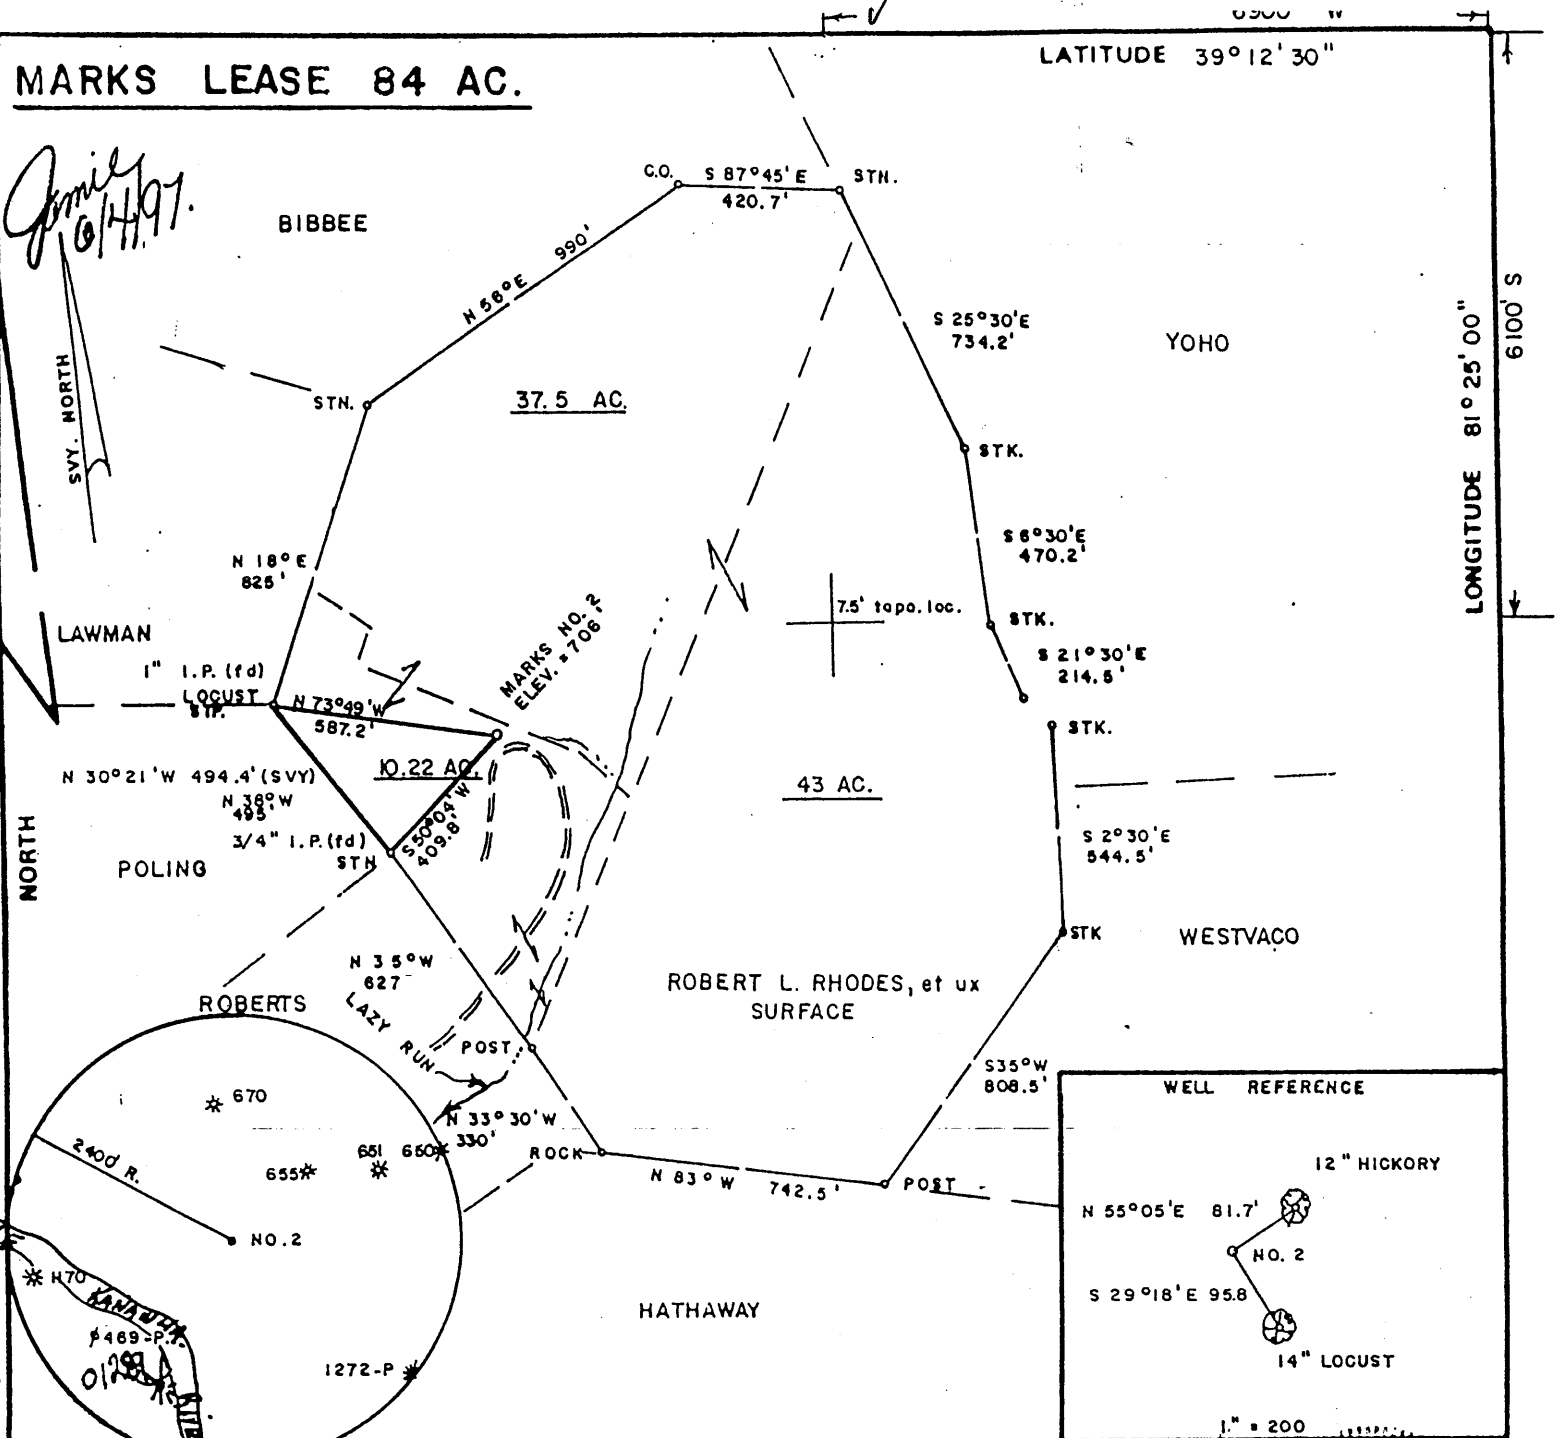 6900' W
LATITUDE 39°12'30"
MARKS LEASE 84 AC.
C.O.
S 87°45' E
420.7'
STN.
BIBBEE
N 58°E 990'
6100' S
LONGITUDE 81°25'00"
S 25°30'E
734.2'
YOHO
SVY. NORTH
STN.
37.5 AC.
STK.
S 6°30'E
470.2'
N 18°E
825'
MARKS NO. 2
ELEV. = 706'
7.5' topo. loc.
STK.
LAWMAN
S 21°30'E
214.5'
1" I.P. (fd)
LOCUST
STP.
N 73°49'W
587.2'
STK.
10.22 AC.
N 30°21'W 494.4' (SVY)
N 38°W
495'
43 AC.
S 50°04'W
409.8'
3/4" I.P. (fd)
STN
S 2°30'E
544.5'
NORTH
POLING
STK
WESTVACO
N 35°W
627
ROBERT L. RHODES, et ux
SURFACE
ROBERTS
LAZY RUN
POST
S35°W
808.5'
WELL REFERENCE
670
N 33°30'W
330'
2400' R.
651 650
655
ROCK
12" HICKORY
N 83°W 742.5'
POST
N 55°05'E 81.7'
NO. 2
NO. 2
H70
S 29°18'E 95.8
KANAWHA
HATHAWAY
469-P
14" LOCUST
1272-P
1" = 200